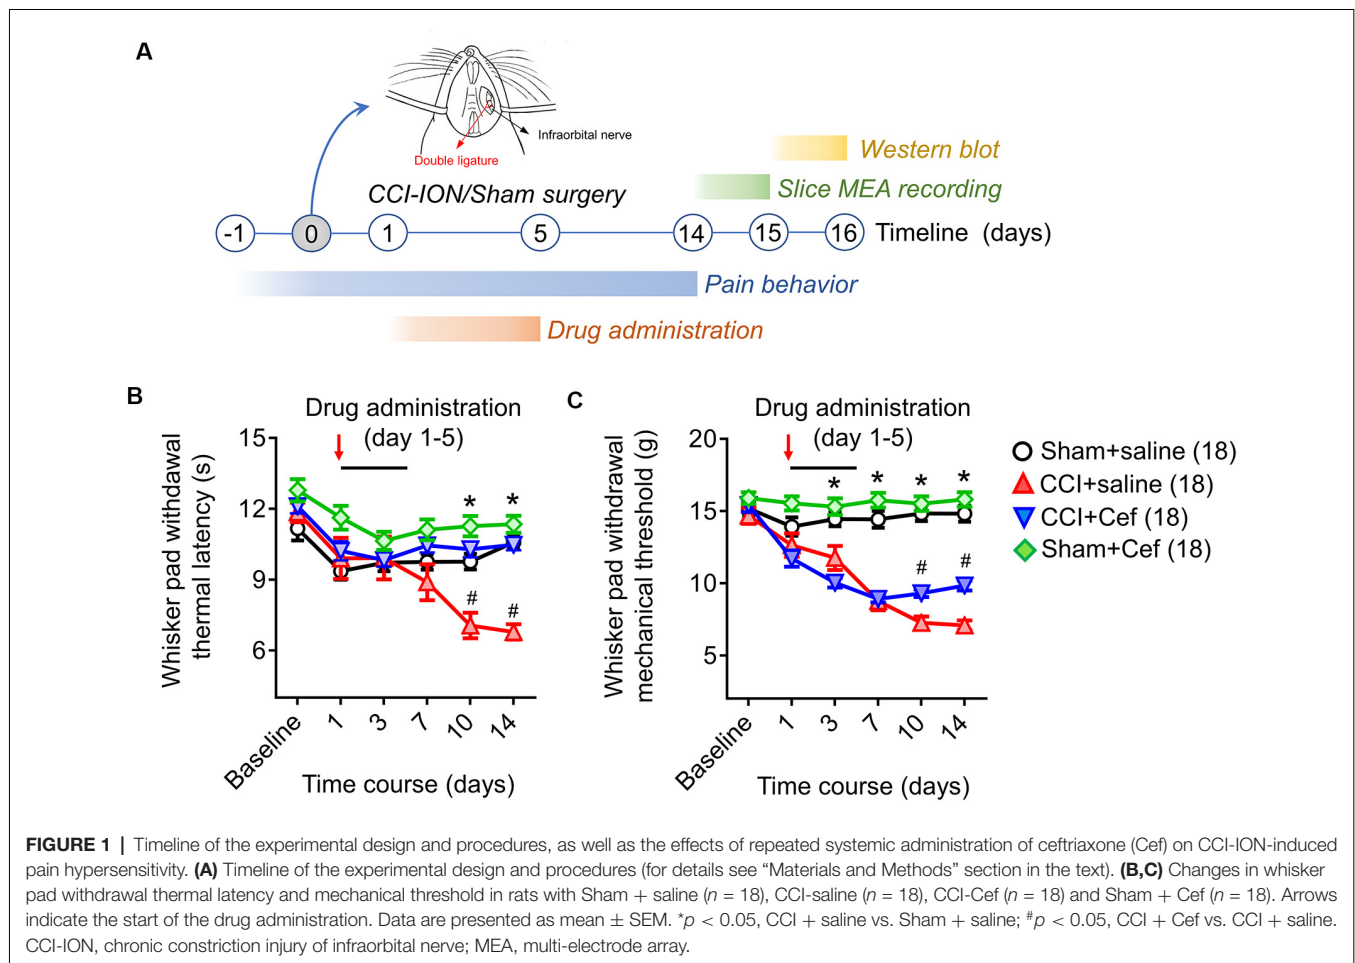 A
Infraorbital nerve
Double ligature
CCI-ION/Sham surgery
Western blot
Slice MEA recording
-1 0 1 5 14 15 16 Timeline (days)
Pain behavior
Drug administration
B
Drug administration
(day 1-5)
Whisker pad withdawal
thermal latency (s)
15
12
9
6
* *
# #
Baseline 1 3 7 10 14
Time course (days)
C
Drug administration
(day 1-5)
Whisker pad withdrawal
mechanical threshold (g)
20
15
10
5
* * * *
# #
Baseline 1 3 7 10 14
Time course (days)
Sham+saline (18)
CCI+saline (18)
CCI+Cef (18)
Sham+Cef (18)
FIGURE 1 | Timeline of the experimental design and procedures, as well as the effects of repeated systemic administration of ceftriaxone (Cef) on CCI-ION-induced
pain hypersensitivity. (A) Timeline of the experimental design and procedures (for details see “Materials and Methods” section in the text). (B,C) Changes in whisker
pad withdrawal thermal latency and mechanical threshold in rats with Sham + saline (n = 18), CCI-saline (n = 18), CCI-Cef (n = 18) and Sham + Cef (n = 18). Arrows
indicate the start of the drug administration. Data are presented as mean ± SEM. *p < 0.05, CCI + saline vs. Sham + saline; #p < 0.05, CCI + Cef vs. CCI + saline.
CCI-ION, chronic constriction injury of infraorbital nerve; MEA, multi-electrode array.